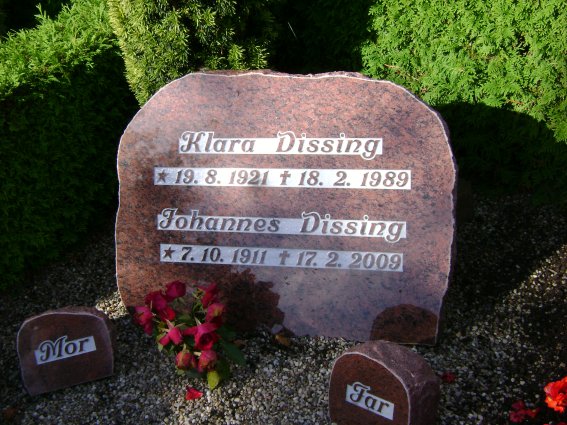 Klara Dissing
★ 19. 8. 1921 ✝ 18. 2. 1989
Johannes Dissing
★ 7. 10. 1911 ✝ 17. 2. 2009
Mor
Far